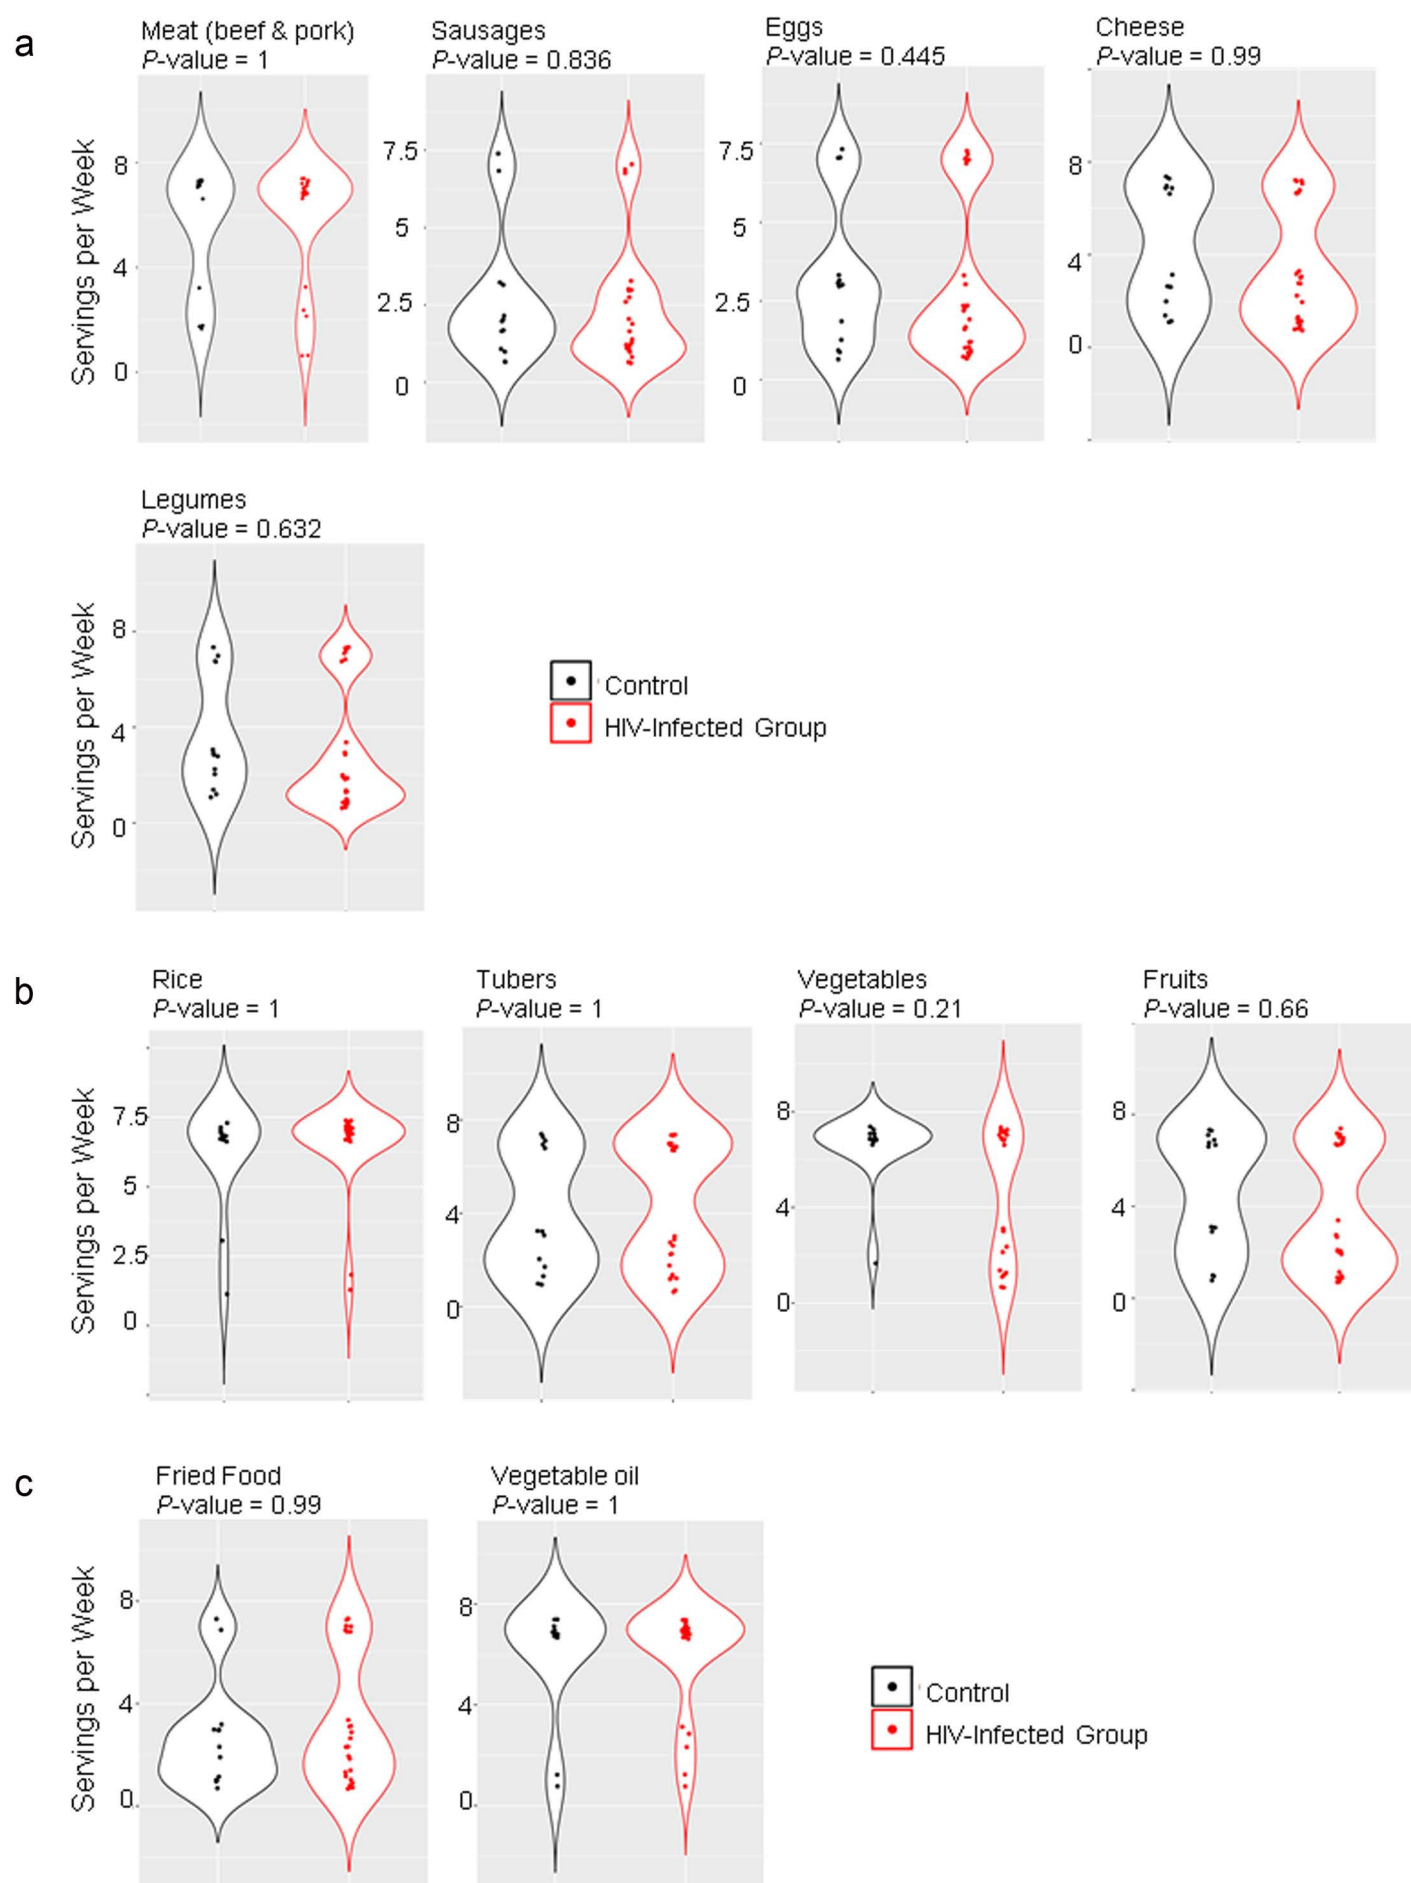 a
Meat (beef & pork)
P-value = 1
Sausages
P-value = 0.836
Eggs
P-value = 0.445
Cheese
P-value = 0.99
Servings per Week
8
4
0
7.5
5
2.5
0
7.5
5
2.5
0
8
4
0
Legumes
P-value = 0.632
Servings per Week
8
4
0
Control
HIV-Infected Group
b
Rice
P-value = 1
Tubers
P-value = 1
Vegetables
P-value = 0.21
Fruits
P-value = 0.66
Servings per Week
7.5
5
2.5
0
8
4
0
8
4
0
8
4
0
c
Fried Food
P-value = 0.99
Vegetable oil
P-value = 1
Servings per Week
8
4
0
8
4
0
Control
HIV-Infected Group